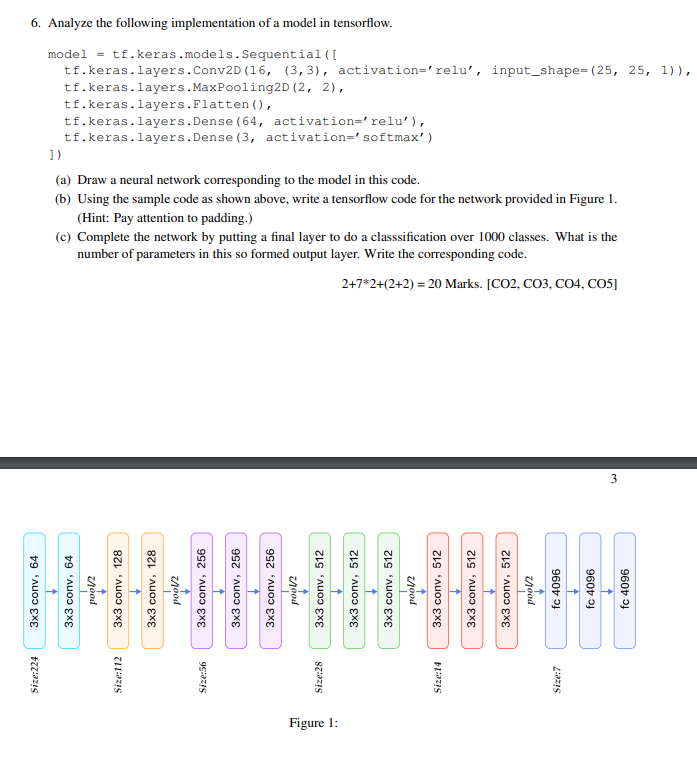 6. Analyze the following implementation of a model in tensorflow.
model = tf.keras.models.Sequential([
tf.keras.layers.Conv2D(16, (3,3), activation='relu', input_shape=(25, 25, 1)),
tf.keras.layers.MaxPooling2D(2, 2),
tf.keras.layers.Flatten(),
tf.keras.layers.Dense(64, activation='relu'),
tf.keras.layers.Dense(3, activation='softmax')
])
(a) Draw a neural network corresponding to the model in this code.
(b) Using the sample code as shown above, write a tensorflow code for the network provided in Figure 1.
(Hint: Pay attention to padding.)
(c) Complete the network by putting a final layer to do a classsification over 1000 classes. What is the
number of parameters in this so formed output layer. Write the corresponding code.
2+7*2+(2+2) = 20 Marks. [CO2, CO3, CO4, CO5]
3
Size:224
3x3 conv, 64
3x3 conv, 64
pool/2
Size:112
3x3 conv, 128
3x3 conv, 128
pool/2
Size:56
3x3 conv, 256
3x3 conv, 256
3x3 conv, 256
pool/2
Size:28
3x3 conv, 512
3x3 conv, 512
3x3 conv, 512
pool/2
Size:14
3x3 conv, 512
3x3 conv, 512
3x3 conv, 512
pool/2
Size:7
fc 4096
fc 4096
fc 4096
Figure 1: